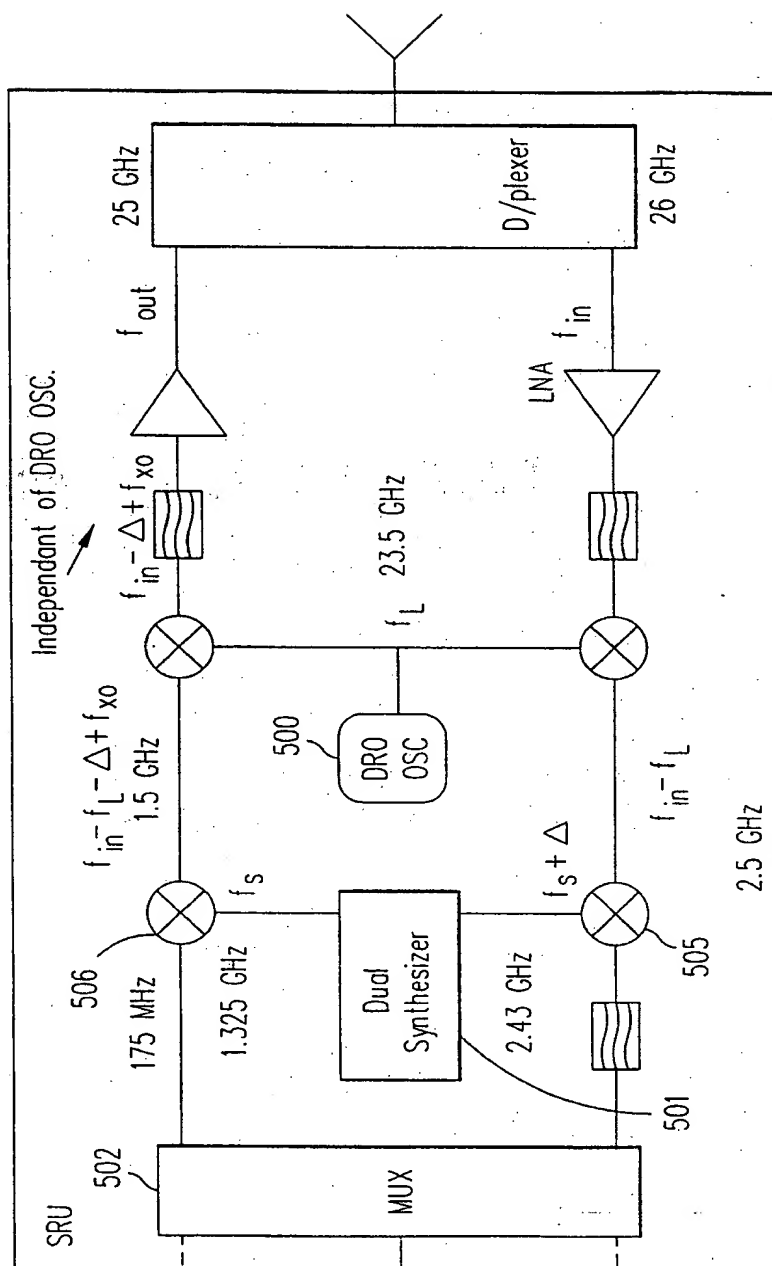 SRU
502
MUX
506
175 MHz
1.325 GHz
f_s
f_in - f_L - Δ + f_xo
1.5 GHz
Independant of DRO OSC.
f_in - Δ + f_xo
f_out
25 GHz
D/plexer
26 GHz
500
DRO
OSC
f_L
23.5 GHz
Dual
Synthesizer
501
2.43 GHz
f_s + Δ
505
f_in - f_L
2.5 GHz
LNA
f_in